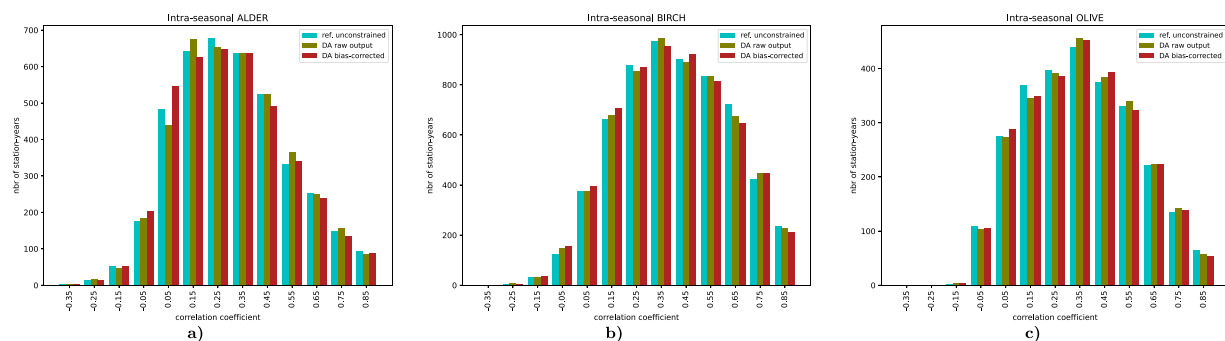 Intra-seasonal ALDER
ref, unconstrained
DA raw output
DA bias-corrected
nbr of station-years
700
600
500
400
300
200
100
0
-0.35 -0.25 -0.15 -0.05 0.05 0.15 0.25 0.35 0.45 0.55 0.65 0.75 0.85
correlation coefficient
a)
Intra-seasonal BIRCH
ref, unconstrained
DA raw output
DA bias-corrected
nbr of station-years
1000
800
600
400
200
0
-0.35 -0.25 -0.15 -0.05 0.05 0.15 0.25 0.35 0.45 0.55 0.65 0.75 0.85
correlation coefficient
b)
Intra-seasonal OLIVE
ref, unconstrained
DA raw output
DA bias-corrected
nbr of station-years
400
300
200
100
0
-0.35 -0.25 -0.15 -0.05 0.05 0.15 0.25 0.35 0.45 0.55 0.65 0.75 0.85
correlation coefficient
c)